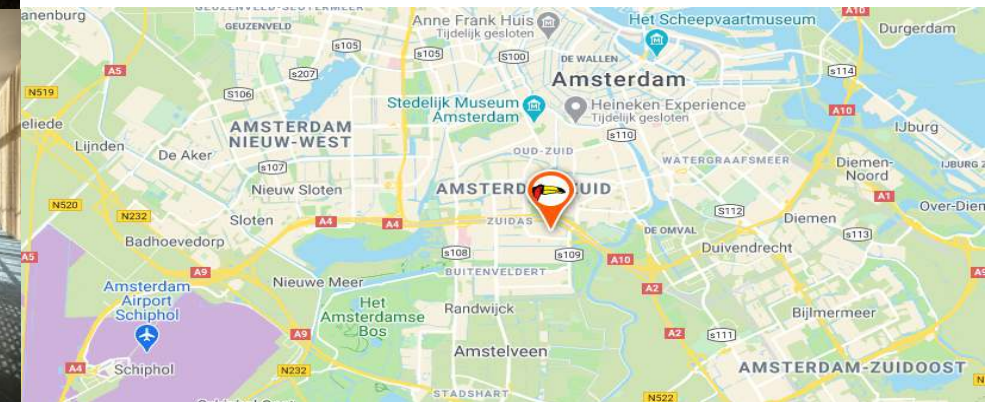 anenburg
GEUZENVELD
Anne Frank Huis
Tijdelijk gesloten
Het Scheepvaartmuseum
A10
Durgerdam
s105
s105
S100
DE WALLEN
A5
s207
Amsterdam
s114
N519
S106
Stedelijk Museum
Amsterdam
Heineken Experience
Tijdelijk gesloten
A10
eliede
Lijnden
De Aker
AMSTERDAM
NIEUW-WEST
s110
IJburg
s107
OUD-ZUID
WATERGRAAFSMEER
Diemen-
Noord
IJBURG
Nieuw Sloten
AMSTERD
ZUID
A1
Over-Diem
N520
N232
Sloten
A4
A4
ZUIDAS
S112
Diemen
s113
DE OMVAL
Badhoevedorp
A5
s108
s109
A10
Duivendrecht
A9
Nieuwe Meer
BUITENVELDERT
A9
Amsterdam
Airport
Schiphol
A2
Het
Amsterdamse
Bos
Randwijck
Bijlmermeer
A9
A2
s111
Amstelveen
A4
Schiphol
N232
AMSTERDAM-ZUIDOOST
STADSHART
N522